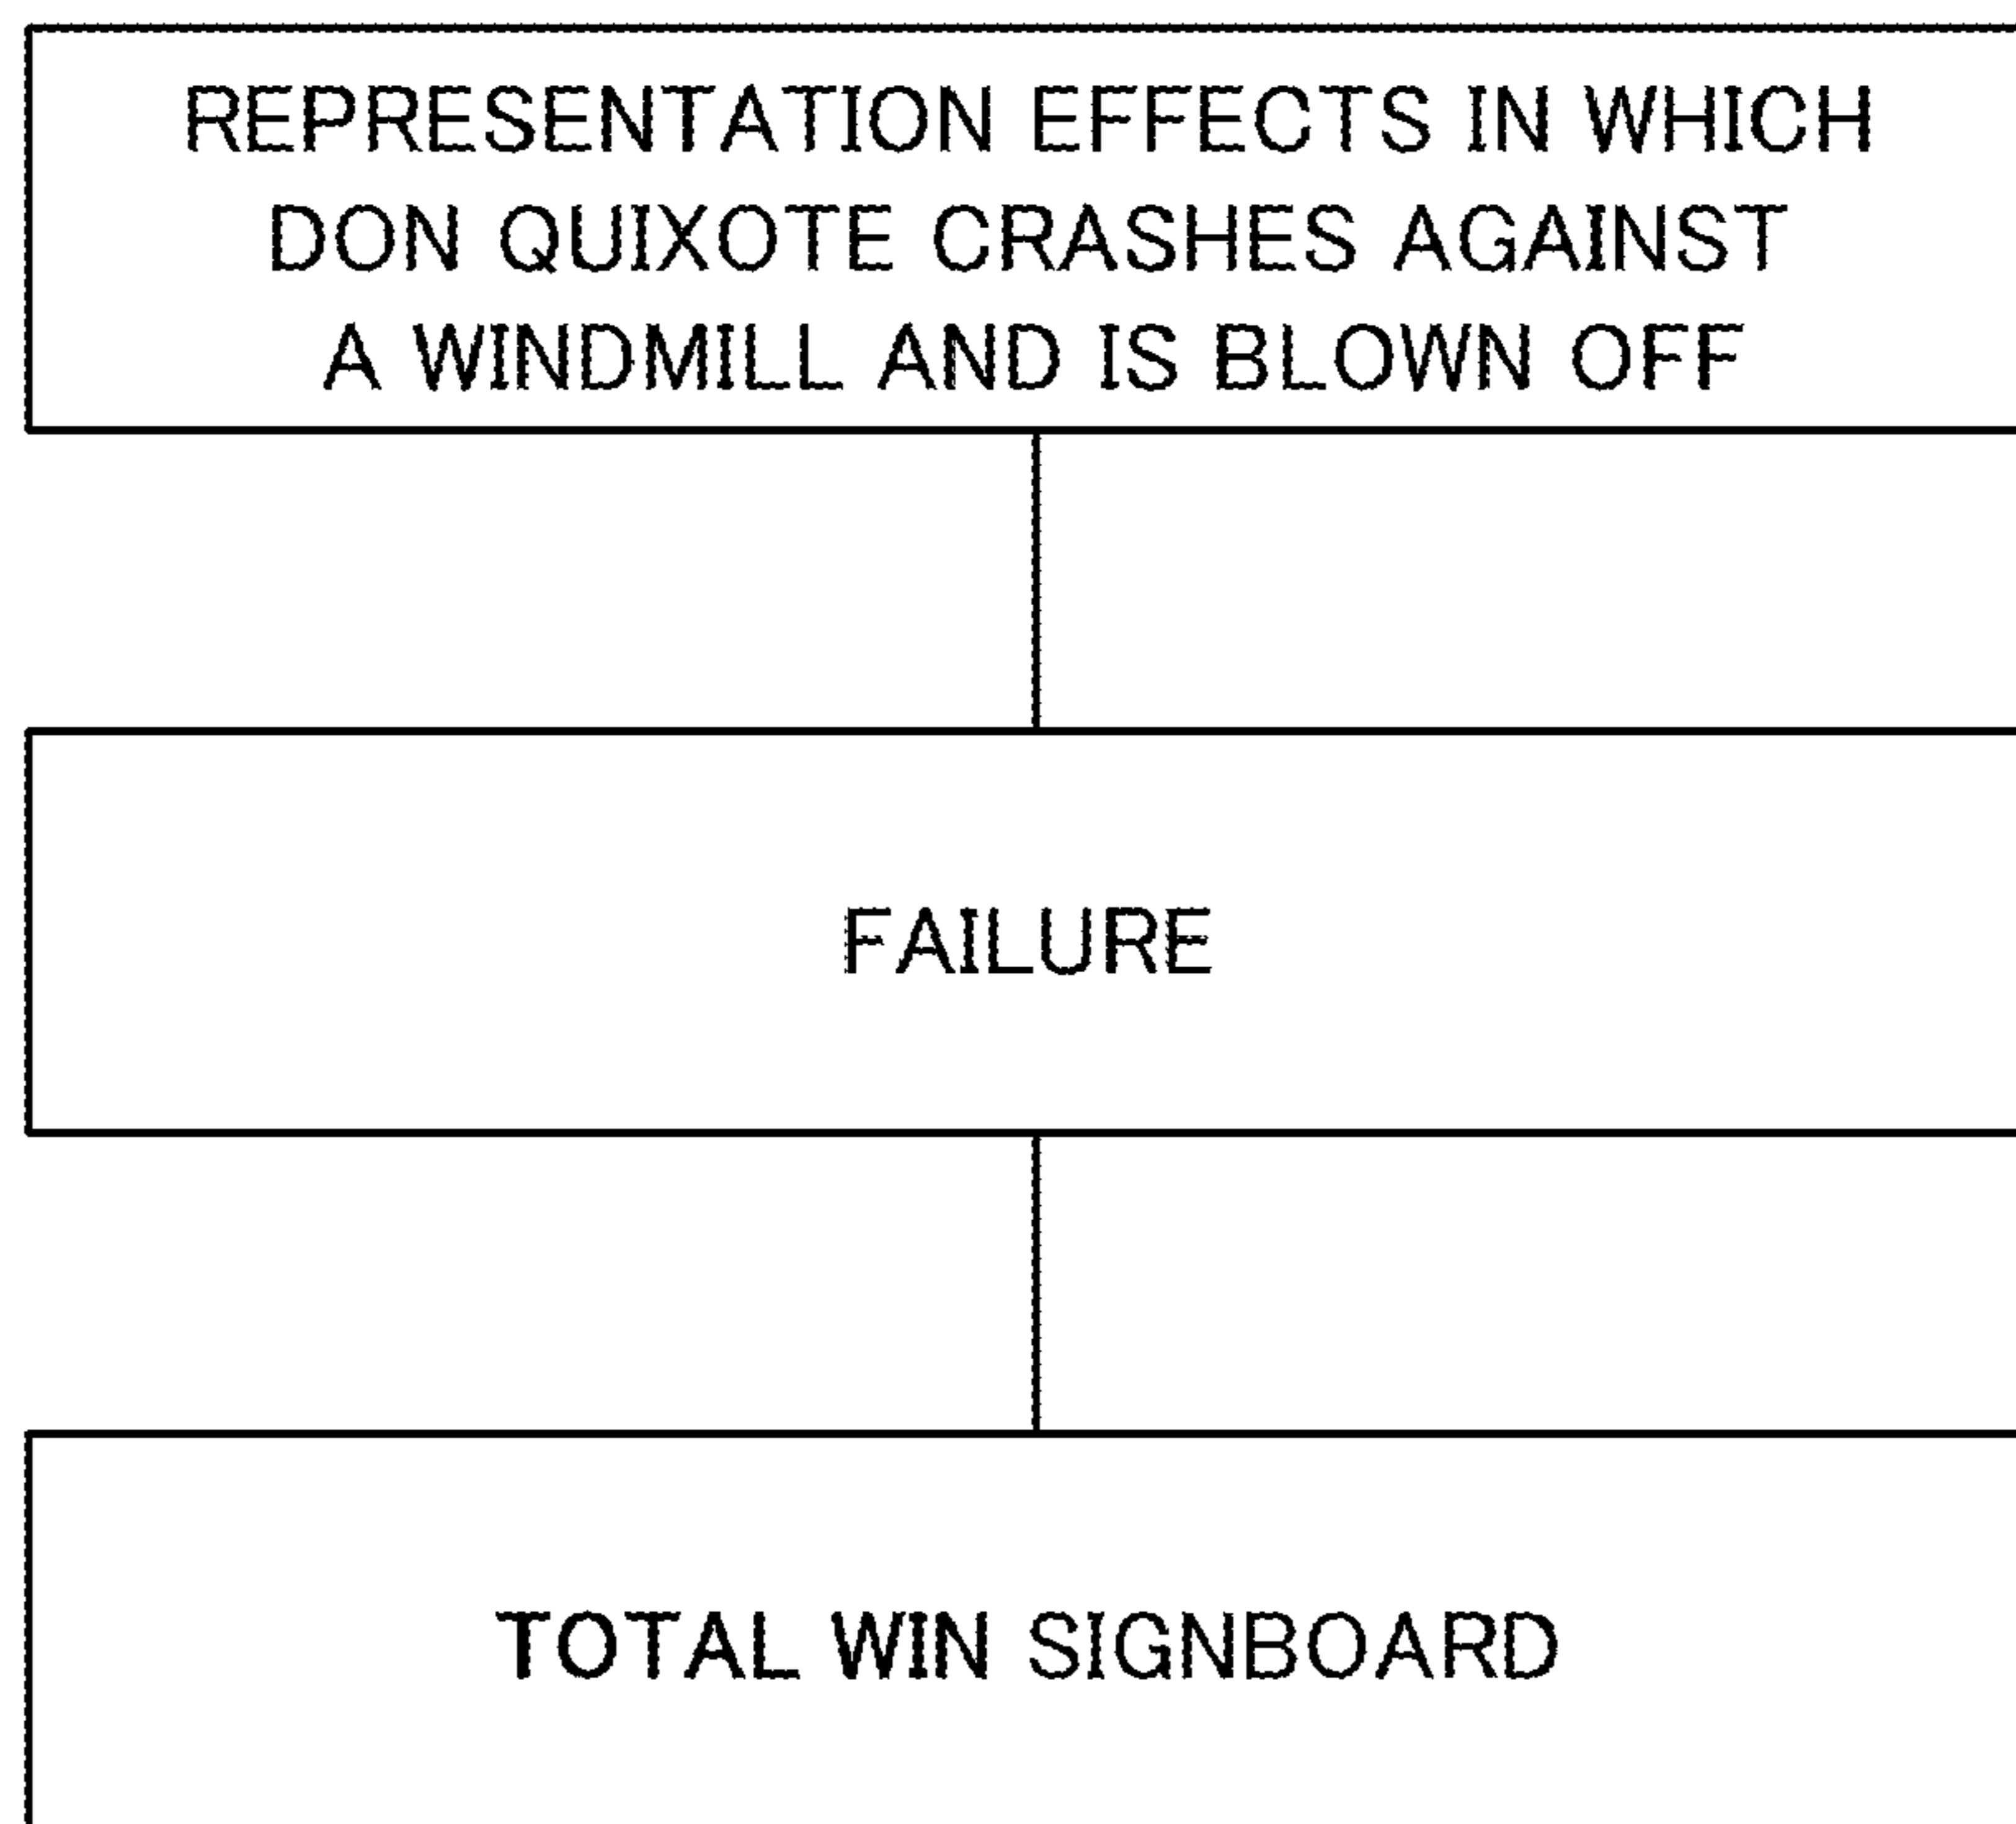 REPRESENTATION EFFECTS IN WHICH
DON QUIXOTE CRASHES AGAINST
A WINDMILL AND IS BLOWN OFF
FAILURE
TOTAL WIN SIGNBOARD